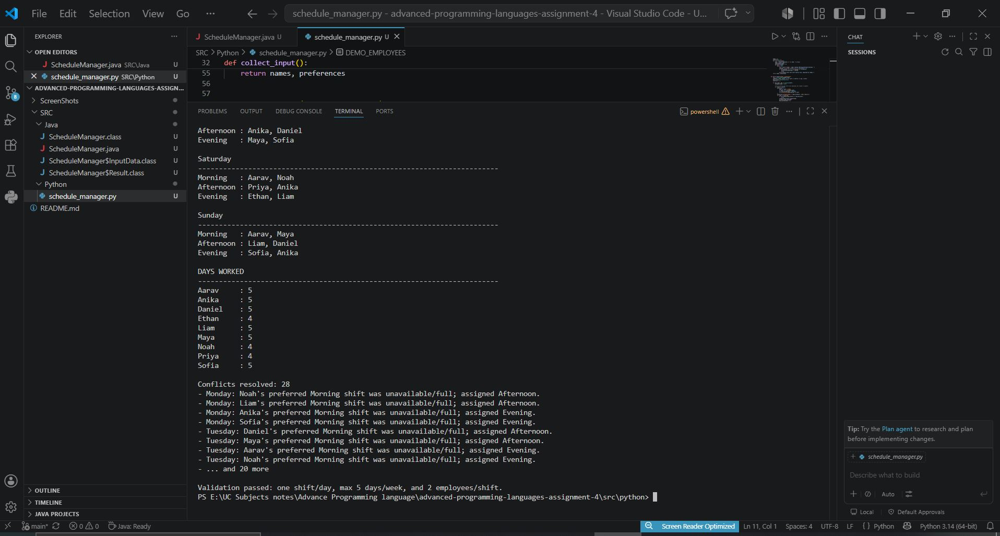 File Edit Selection View Go ··· schedule_manager.py - advanced-programming-languages-assignment-4 - Visual Studio Code - U...
EXPLORER ···
OPEN EDITORS
ScheduleManager.java SRC\Java U
schedule_manager.py SRC\Python U
ADVANCED-PROGRAMMING-LANGUAGES-ASSIGN...
ScreenShots
SRC
Java
ScheduleManager.class U
ScheduleManager.java U
ScheduleManager$InputData.class U
ScheduleManager$Result.class U
Python
schedule_manager.py U
README.md
OUTLINE
TIMELINE
JAVA PROJECTS
8
ScheduleManager.java U schedule_manager.py U
SRC > Python > schedule_manager.py > DEMO_EMPLOYEES
32 def collect_input():
55 return names, preferences
56
57
PROBLEMS OUTPUT DEBUG CONSOLE TERMINAL PORTS powershell
Afternoon : Anika, Daniel
Evening : Maya, Sofia
Saturday
------------------------------------------------------------------------
Morning : Aarav, Noah
Afternoon : Priya, Anika
Evening : Ethan, Liam
Sunday
------------------------------------------------------------------------
Morning : Aarav, Maya
Afternoon : Liam, Daniel
Evening : Sofia, Anika
DAYS WORKED
------------------------------------------------------------------------
Aarav : 5
Anika : 5
Daniel : 5
Ethan : 4
Liam : 5
Maya : 5
Noah : 4
Priya : 4
Sofia : 5
Conflicts resolved: 28
- Monday: Noah's preferred Morning shift was unavailable/full; assigned Afternoon.
- Monday: Liam's preferred Morning shift was unavailable/full; assigned Afternoon.
- Monday: Anika's preferred Morning shift was unavailable/full; assigned Evening.
- Monday: Sofia's preferred Morning shift was unavailable/full; assigned Evening.
- Tuesday: Daniel's preferred Morning shift was unavailable/full; assigned Afternoon.
- Tuesday: Maya's preferred Morning shift was unavailable/full; assigned Afternoon.
- Tuesday: Aarav's preferred Morning shift was unavailable/full; assigned Evening.
- Tuesday: Noah's preferred Morning shift was unavailable/full; assigned Evening.
- ... and 20 more
Validation passed: one shift/day, max 5 days/week, and 2 employees/shift.
PS E:\UC Subjects notes\Advance Programming language\advanced-programming-languages-assignment-4\src\python>
CHAT
SESSIONS
Tip: Try the Plan agent to research and plan
before implementing changes.
schedule_manager.py
Describe what to build
Auto
Local Default Approvals
main* 0 0 Java: Ready Screen Reader Optimized Ln 11, Col 1 Spaces: 4 UTF-8 LF { } Python Python 3.14 (64-bit)